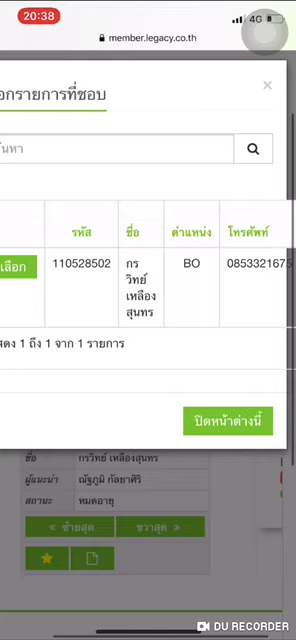 20:38
4G
member.legacy.co.th
×
อกรายการที่ชอบ
นหา
รหัส ชื่อ ตำแหน่ง โทรศัพท์
เลือก 110528502 กร BO 0853321675
วิทย์
เหลือง
สุนทร
สดง 1 ถึง 1 จาก 1 รายการ
ปิดหน้าต่างนี้
ชื่อ กรวิทย์ เหลืองสุนทร
ผู้แนะนำ ณัฐภูมิ กัลยาศิริ
สถานะ หมดอายุ
« ซ้ายสุด ขวาสุด »
DU RECORDER